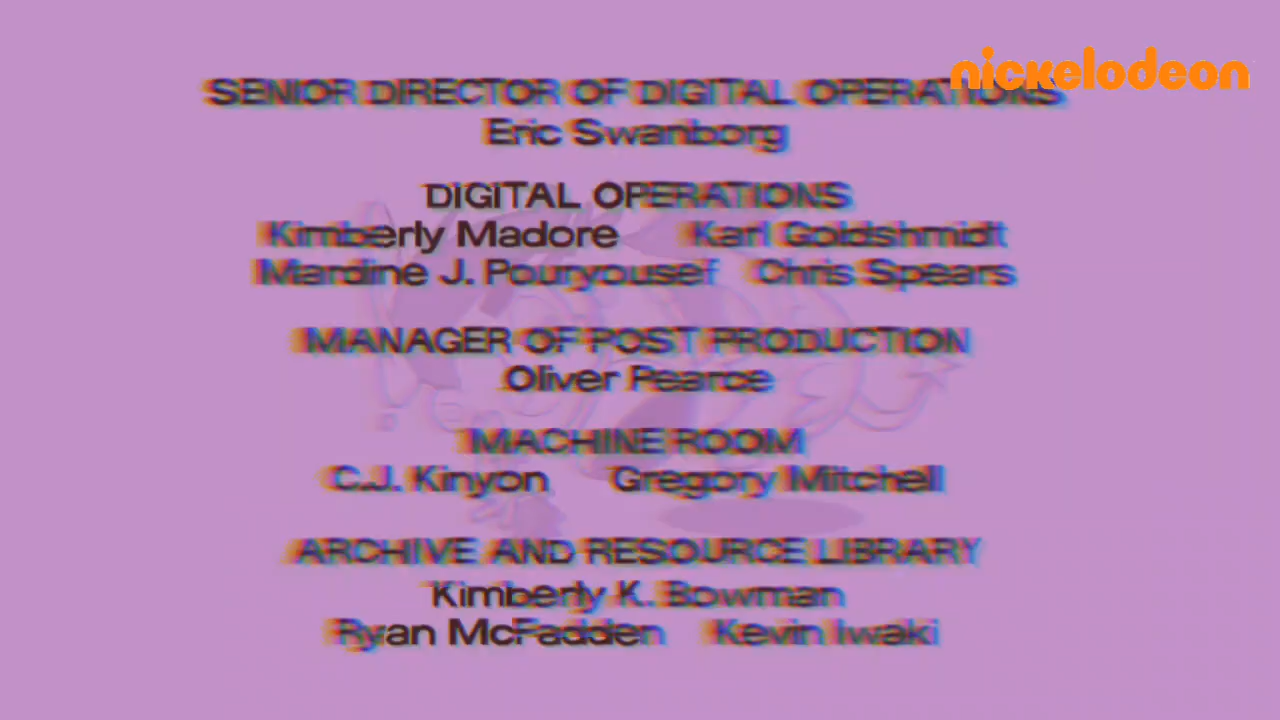 nickelodeon
SENIOR DIRECTOR OF DIGITAL OPERATIONS
Eric Swanborg
DIGITAL OPERATIONS
Kimberly Madore Karl Goldshmidt
Mardine J. Pouryousef Chris Spears
MANAGER OF POST PRODUCTION
Oliver Pearce
MACHINE ROOM
C.J. Kinyon Gregory Mitchell
ARCHIVE AND RESOURCE LIBRARY
Kimberly K. Bowman
Ryan McFadden Kevin Iwaki